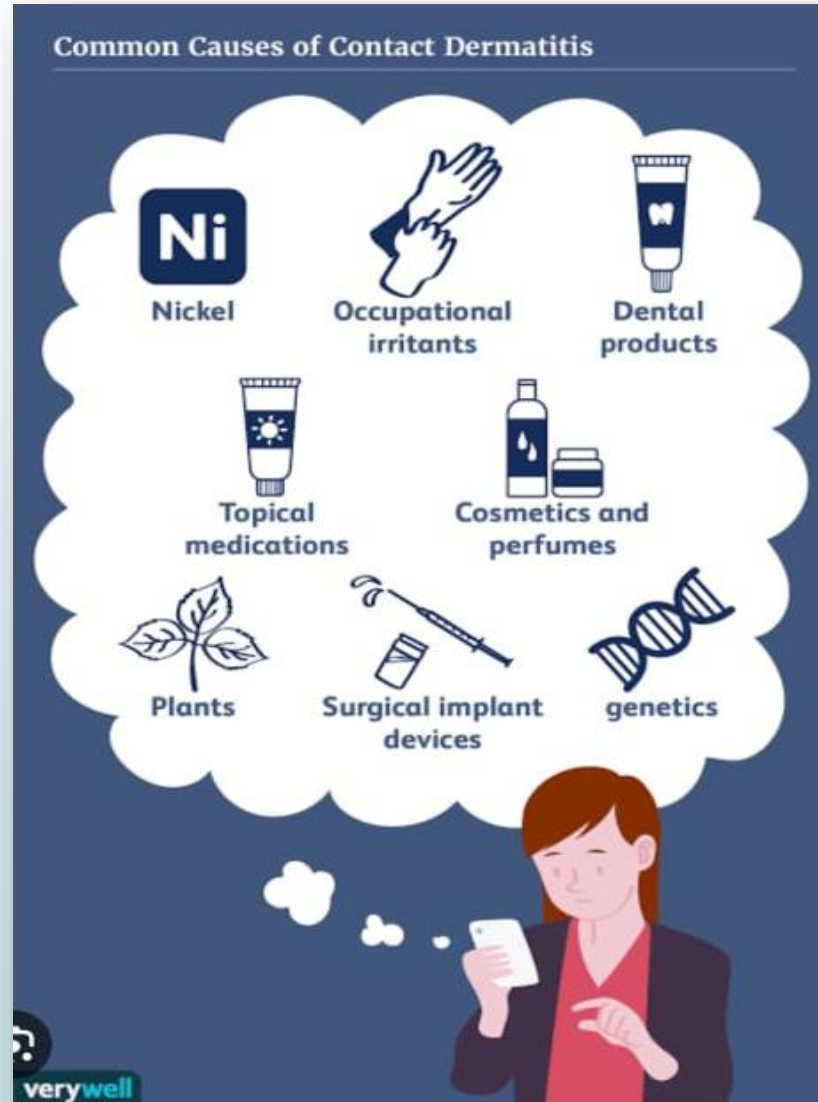 Common Causes of Contact Dermatitis
Ni
Nickel
Occupational
irritants
Dental
products
Topical
medications
Cosmetics and
perfumes
Plants
Surgical implant
devices
genetics
verywell